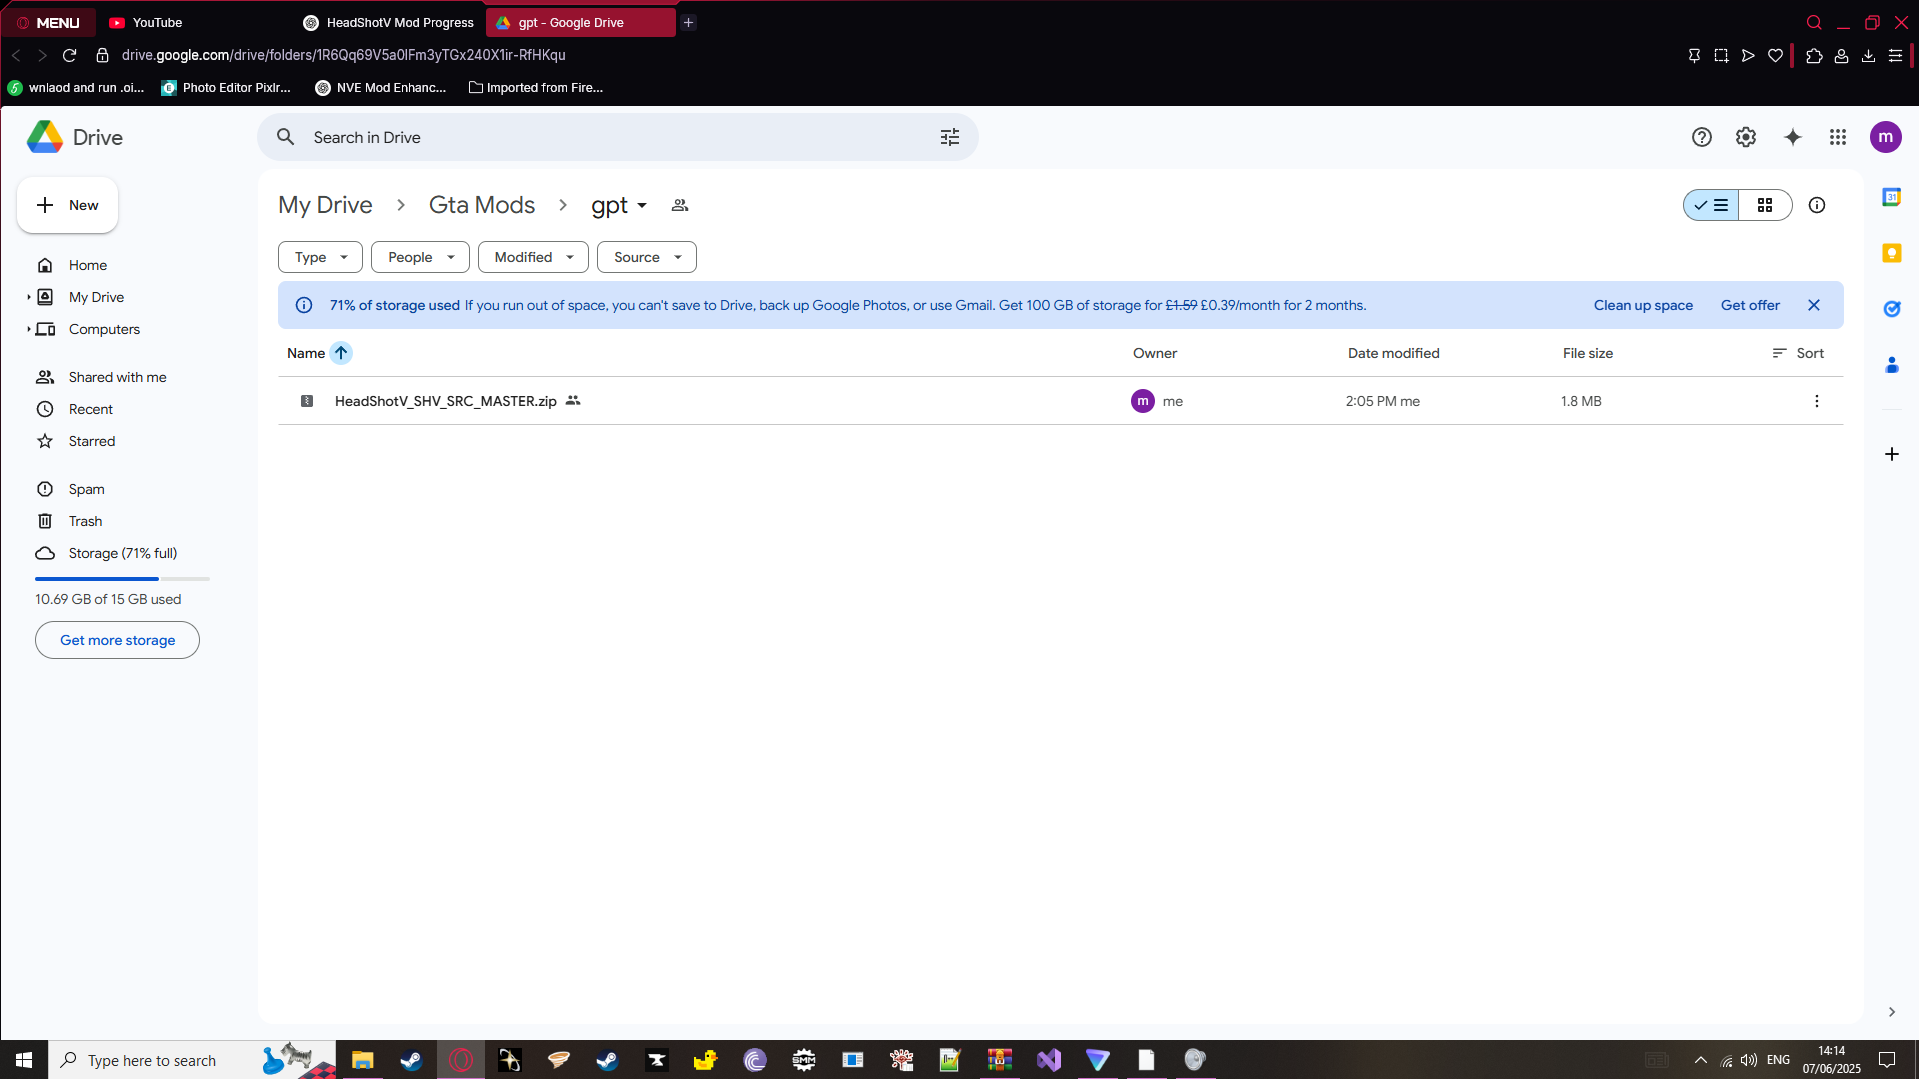 MENU
YouTube
HeadShotV Mod Progress
gpt - Google Drive
drive.google.com/drive/folders/1R6Qq69V5a0lFm3yTGx240X1ir-RfHKqu
wnlaod and run .oi...
Photo Editor Pixlr...
NVE Mod Enhanc...
Imported from Fire...
Drive
Search in Drive
m
New
My Drive
Gta Mods
gpt
31
Type
People
Modified
Source
Home
My Drive
Computers
71% of storage used If you run out of space, you can't save to Drive, back up Google Photos, or use Gmail. Get 100 GB of storage for £1.59 £0.39/month for 2 months.
Clean up space
Get offer
Name
Owner
Date modified
File size
Sort
HeadShotV_SHV_SRC_MASTER.zip
m
me
2:05 PM me
1.8 MB
Shared with me
Recent
Starred
Spam
Trash
Storage (71% full)
10.69 GB of 15 GB used
Get more storage
Type here to search
SMM
ENG
14:14
07/06/2025